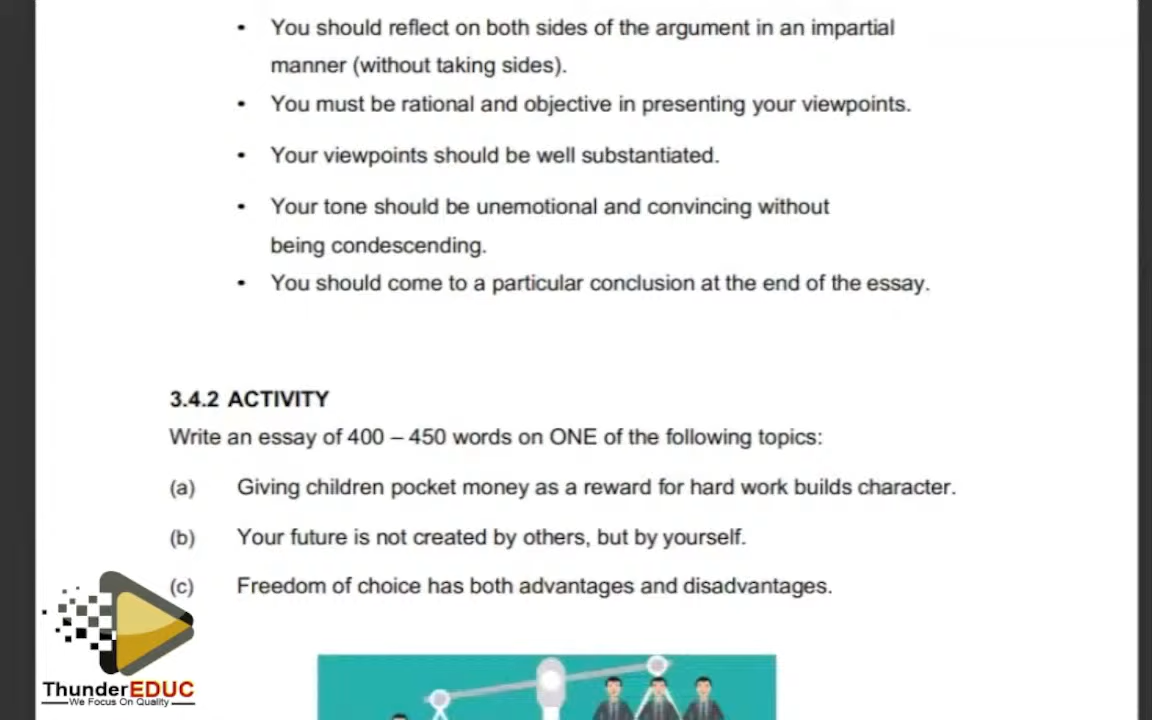 • You should reflect on both sides of the argument in an impartial
manner (without taking sides).
• You must be rational and objective in presenting your viewpoints.
• Your viewpoints should be well substantiated.
• Your tone should be unemotional and convincing without
being condescending.
• You should come to a particular conclusion at the end of the essay.
3.4.2 ACTIVITY
Write an essay of 400 – 450 words on ONE of the following topics:
(a) Giving children pocket money as a reward for hard work builds character.
(b) Your future is not created by others, but by yourself.
(c) Freedom of choice has both advantages and disadvantages.
ThunderEDUC
We Focus On Quality